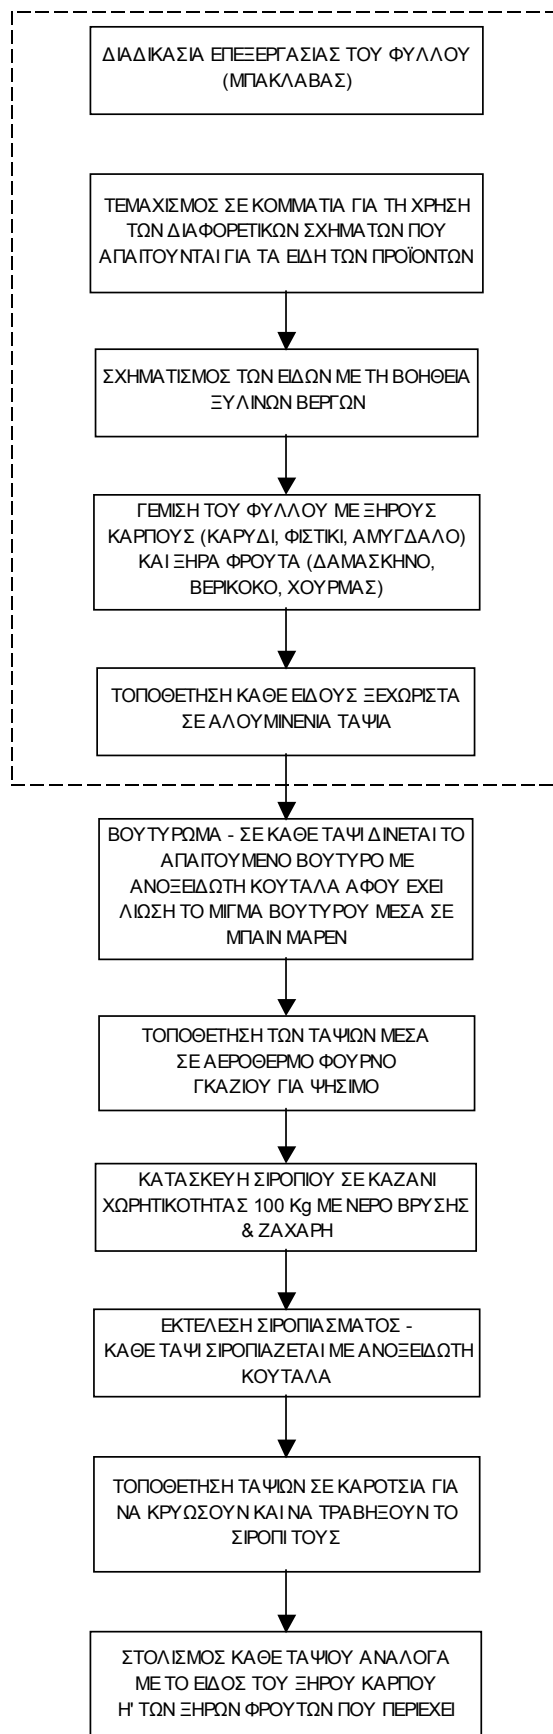 ΔΙΑΔΙΚΑΣΙΑ ΕΠΕΞΕΡΓΑΣΙΑΣ ΤΟΥ ΦΥΛΛΟΥ
(ΜΠΑΚΛΑΒΑΣ)
ΤΕΜΑΧΙΣΜΟΣ ΣΕ ΚΟΜΜΑΤΙΑ ΓΙΑ ΤΗ ΧΡΗΣΗ
ΤΩΝ ΔΙΑΦΟΡΕΤΙΚΩΝ ΣΧΗΜΑΤΩΝ ΠΟΥ
ΑΠΑΙΤΟΥΝΤΑΙ ΓΙΑ ΤΑ ΕΙΔΗ ΤΩΝ ΠΡΟΪΟΝΤΩΝ
ΣΧΗΜΑΤΙΣΜΟΣ ΤΩΝ ΕΙΔΩΝ ΜΕ ΤΗ ΒΟΗΘΕΙΑ
ΞΥΛΙΝΩΝ ΒΕΡΓΩΝ
ΓΕΜΙΣΗ ΤΟΥ ΦΥΛΛΟΥ ΜΕ ΞΗΡΟΥΣ
ΚΑΡΠΟΥΣ (ΚΑΡΥΔΙ, ΦΙΣΤΙΚΙ, ΑΜΥΓΔΑΛΟ)
ΚΑΙ ΞΗΡΑ ΦΡΟΥΤΑ (ΔΑΜΑΣΚΗΝΟ,
ΒΕΡΙΚΟΚΟ, ΧΟΥΡΜΑΣ)
ΤΟΠΟΘΕΤΗΣΗ ΚΑΘΕ ΕΙΔΟΥΣ ΞΕΧΩΡΙΣΤΑ
ΣΕ ΑΛΟΥΜΙΝΕΝΙΑ ΤΑΨΙΑ
ΒΟΥΤΥΡΩΜΑ - ΣΕ ΚΑΘΕ ΤΑΨΙ ΔΙΝΕΤΑΙ ΤΟ
ΑΠΑΙΤΟΥΜΕΝΟ ΒΟΥΤΥΡΟ ΜΕ
ΑΝΟΞΕΙΔΩΤΗ ΚΟΥΤΑΛΑ ΑΦΟΥ ΕΧΕΙ
ΛΙΩΣΗ ΤΟ ΜΙΓΜΑ ΒΟΥΤΥΡΟΥ ΜΕΣΑ ΣΕ
ΜΠΑΙΝ ΜΑΡΕΝ
ΤΟΠΟΘΕΤΗΣΗ ΤΩΝ ΤΑΨΙΩΝ ΜΕΣΑ
ΣΕ ΑΕΡΟΘΕΡΜΟ ΦΟΥΡΝΟ
ΓΚΑΖΙΟΥ ΓΙΑ ΨΗΣΙΜΟ
ΚΑΤΑΣΚΕΥΗ ΣΙΡΟΠΙΟΥ ΣΕ ΚΑΖΑΝΙ
ΧΩΡΗΤΙΚΟΤΗΤΑΣ 100 Kg ΜΕ ΝΕΡΟ ΒΡΥΣΗΣ
& ΖΑΧΑΡΗ
ΕΚΤΕΛΕΣΗ ΣΙΡΟΠΙΑΣΜΑΤΟΣ -
ΚΑΘΕ ΤΑΨΙ ΣΙΡΟΠΙΑΖΕΤΑΙ ΜΕ ΑΝΟΞΕΙΔΩΤΗ
ΚΟΥΤΑΛΑ
ΤΟΠΟΘΕΤΗΣΗ ΤΑΨΙΩΝ ΣΕ ΚΑΡΟΤΣΙΑ ΓΙΑ
ΝΑ ΚΡΥΩΣΟΥΝ ΚΑΙ ΝΑ ΤΡΑΒΗΞΟΥΝ ΤΟ
ΣΙΡΟΠΙ ΤΟΥΣ
ΣΤΟΛΙΣΜΟΣ ΚΑΘΕ ΤΑΨΙΟΥ ΑΝΑΛΟΓΑ
ΜΕ ΤΟ ΕΙΔΟΣ ΤΟΥ ΞΗΡΟΥ ΚΑΡΠΟΥ
Η' ΤΩΝ ΞΗΡΩΝ ΦΡΟΥΤΩΝ ΠΟΥ ΠΕΡΙΕΧΕΙ